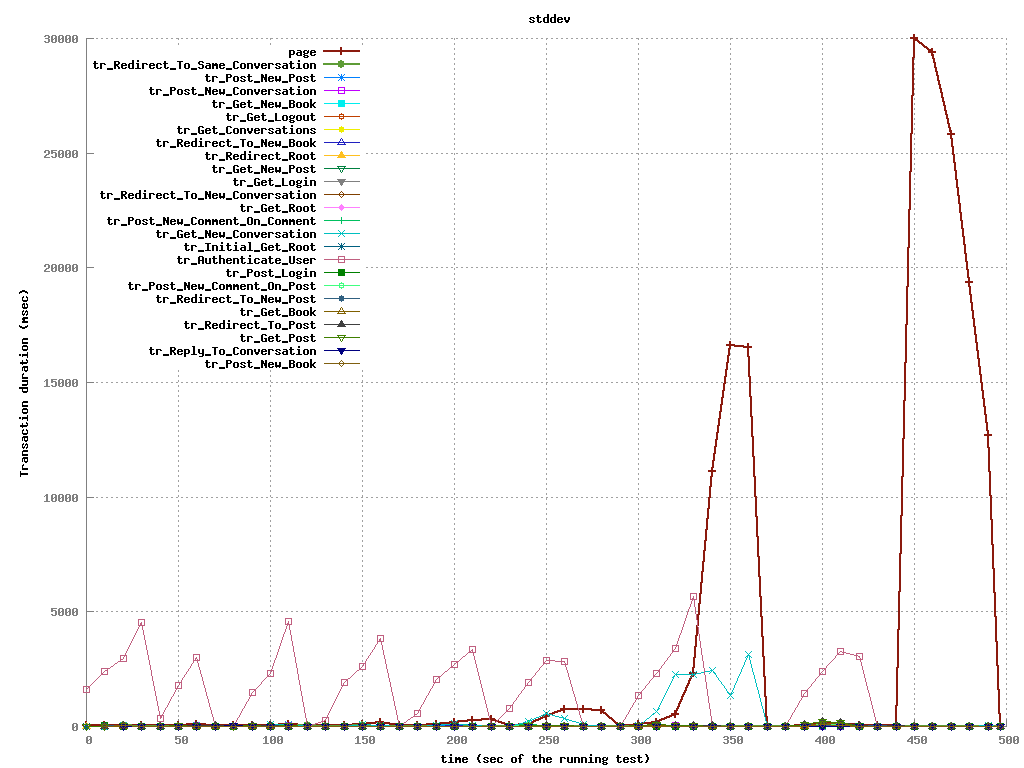 stddev
30000
25000
20000
15000
10000
5000
0
Transaction duration (msec)
page
tr_Redirect_To_Same_Conversation
tr_Post_New_Post
tr_Post_New_Conversation
tr_Get_New_Book
tr_Get_Logout
tr_Get_Conversations
tr_Redirect_To_New_Book
tr_Redirect_Root
tr_Get_New_Post
tr_Get_Login
tr_Redirect_To_New_Conversation
tr_Get_Root
tr_Post_New_Comment_On_Comment
tr_Get_New_Conversation
tr_Initial_Get_Root
tr_Authenticate_User
tr_Post_Login
tr_Post_New_Comment_On_Post
tr_Redirect_To_New_Post
tr_Get_Book
tr_Redirect_To_Post
tr_Get_Post
tr_Reply_To_Conversation
tr_Post_New_Book
0 50 100 150 200 250 300 350 400 450 500
time (sec of the running test)